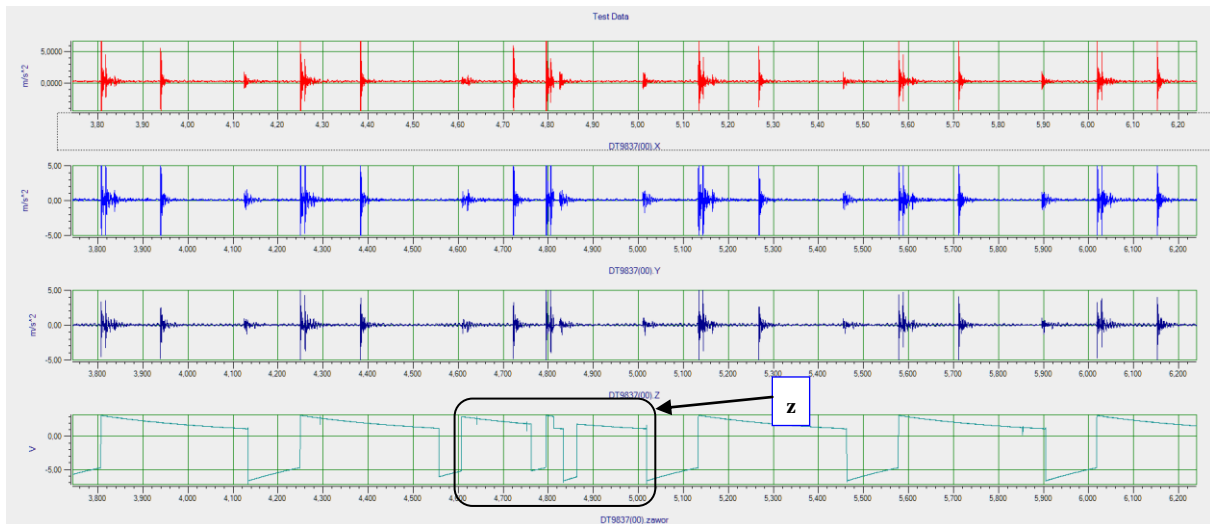 Test Data
5.0000
0.0000
m/s^2
3,80 3,90 4,00 4,10 4,20 4,30 4,40 4,50 4,60 4,70 4,80 4,90 5,00 5,10 5,20 5,30 5,40 5,50 5,60 5,70 5,80 5,90 6,00 6,10 6,20
DT9837(00).X
5.00
0.00
-5.00
m/s^2
3,800 3,900 4,000 4,100 4,200 4,300 4,400 4,500 4,600 4,700 4,800 4,900 5,000 5,100 5,200 5,300 5,400 5,500 5,600 5,700 5,800 5,900 6,000 6,100 6,200
DT9837(00).Y
5.00
0.00
-5.00
m/s^2
3,800 3,900 4,000 4,100 4,200 4,300 4,400 4,500 4,600 4,700 4,800 4,900 5,000 5,100 5,200 5,300 5,400 5,500 5,600 5,700 5,800 5,900 6,000 6,100 6,200
DT9837(00).Z
z
0.00
-5.00
V
3,800 3,900 4,000 4,100 4,200 4,300 4,400 4,500 4,600 4,700 4,800 4,900 5,000 5,100 5,200 5,300 5,400 5,500 5,600 5,700 5,800 5,900 6,000 6,100 6,200
DT9837(00).zawor